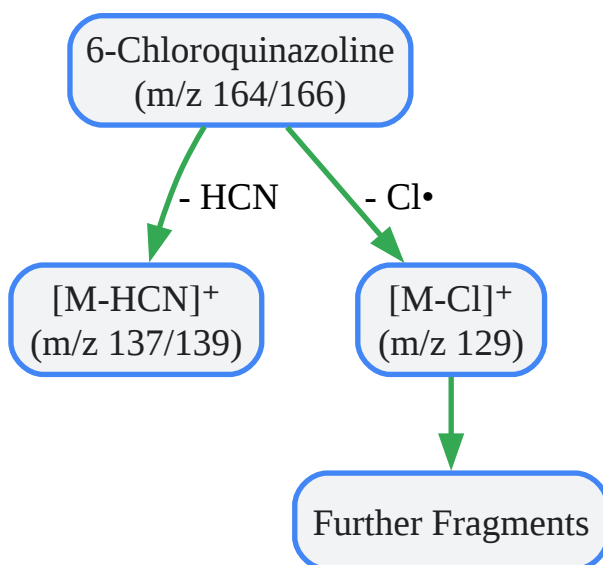 6-Chloroquinazoline
(m/z 164/166)
- HCN
- Cl•
[M-HCN]⁺
(m/z 137/139)
[M-Cl]⁺
(m/z 129)
Further Fragments